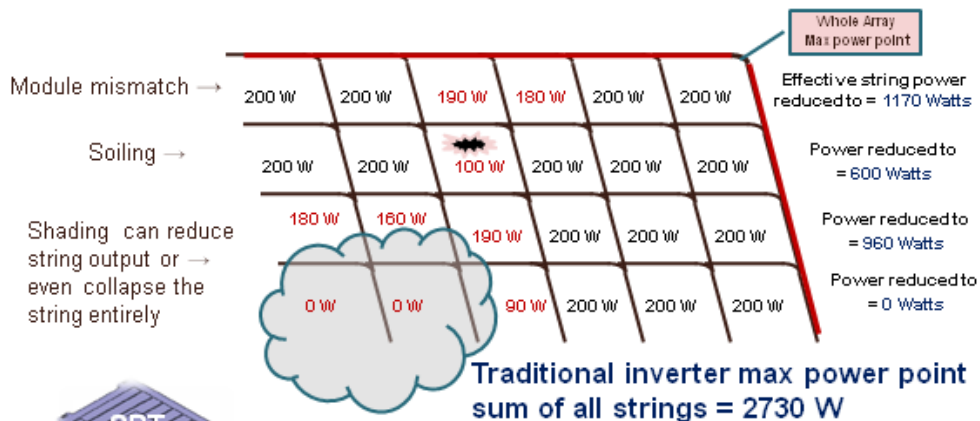 Whole Array
Max power point
Module mismatch →
200 W 200 W 190 W 180 W 200 W 200 W
Effective string power
reduced to = 1170 Watts
Soiling →
200 W 200 W 100 W 200 W 200 W 200 W
Power reduced to
= 600 Watts
Shading can reduce
string output or →
even collapse the
string entirely
180 W 160 W 190 W 200 W 200 W 200 W
Power reduced to
= 960 Watts
0 W 0 W 90 W 200 W 200 W 200 W
Power reduced to
= 0 Watts
Traditional inverter max power point
sum of all strings = 2730 W